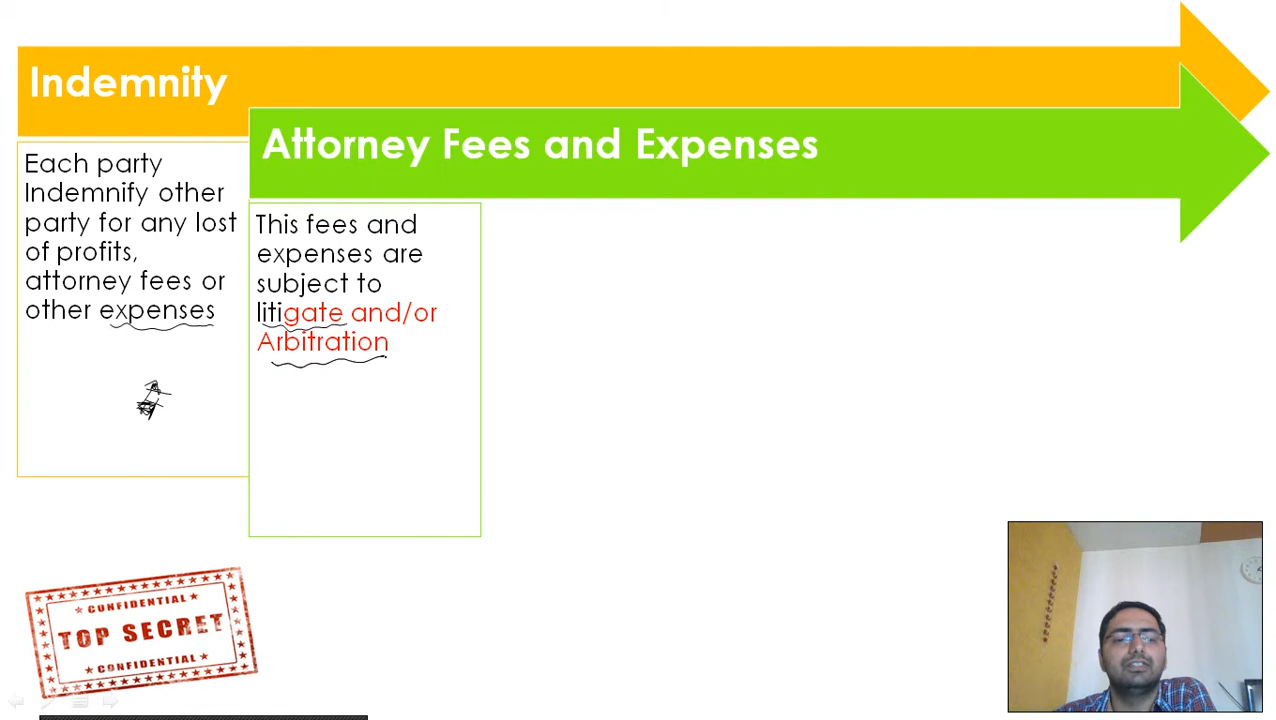 Indemnity
Attorney Fees and Expenses
Each party
Indemnify other
party for any lost
of profits,
attorney fees or
other expenses
This fees and
expenses are
subject to
litigate and/or
Arbitration
CONFIDENTIAL
TOP SECRET
CONFIDENTIAL